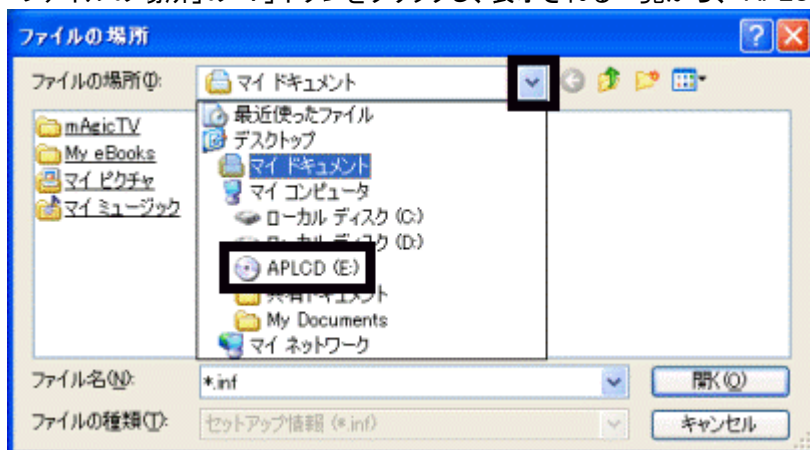 ファイルの場所
ファイルの場所(I):
マイ ドキュメント
mAgicTV
My eBooks
マイ ピクチャ
マイ ミュージック
最近使ったファイル
デスクトップ
マイ ドキュメント
マイ コンピュータ
ローカル ディスク (C:)
ローカル ディスク (D:)
APLCD (E:)
共有ドキュメント
My Documents
マイ ネットワーク
ファイル名(N):
*.inf
開く(O)
ファイルの種類(T):
セットアップ情報 (*.inf)
キャンセル